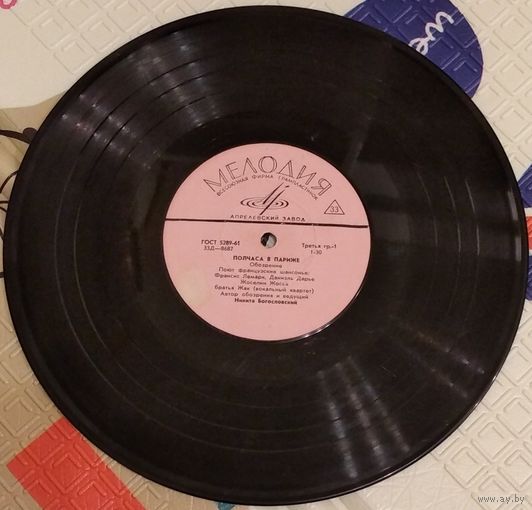 we
МЕЛОДИЯ
ВСЕСОЮЗНАЯ ФИРМА ГРАМПЛАСТИНОК
33
АПРЕЛЕВСКИЙ ЗАВОД
ГОСТ 5289-61
33Д—8687
Третья гр.-1
1-30
ПОЛЧАСА В ПАРИЖЕ
Обозрение
Поют французские шансонье:
Франсис Лемарк, Даниэль Дарье
Жоселин Жосса
братья Жак (вокальный квартет)
Автор обозрения и ведущий
Никита Богословский
www.ay.by